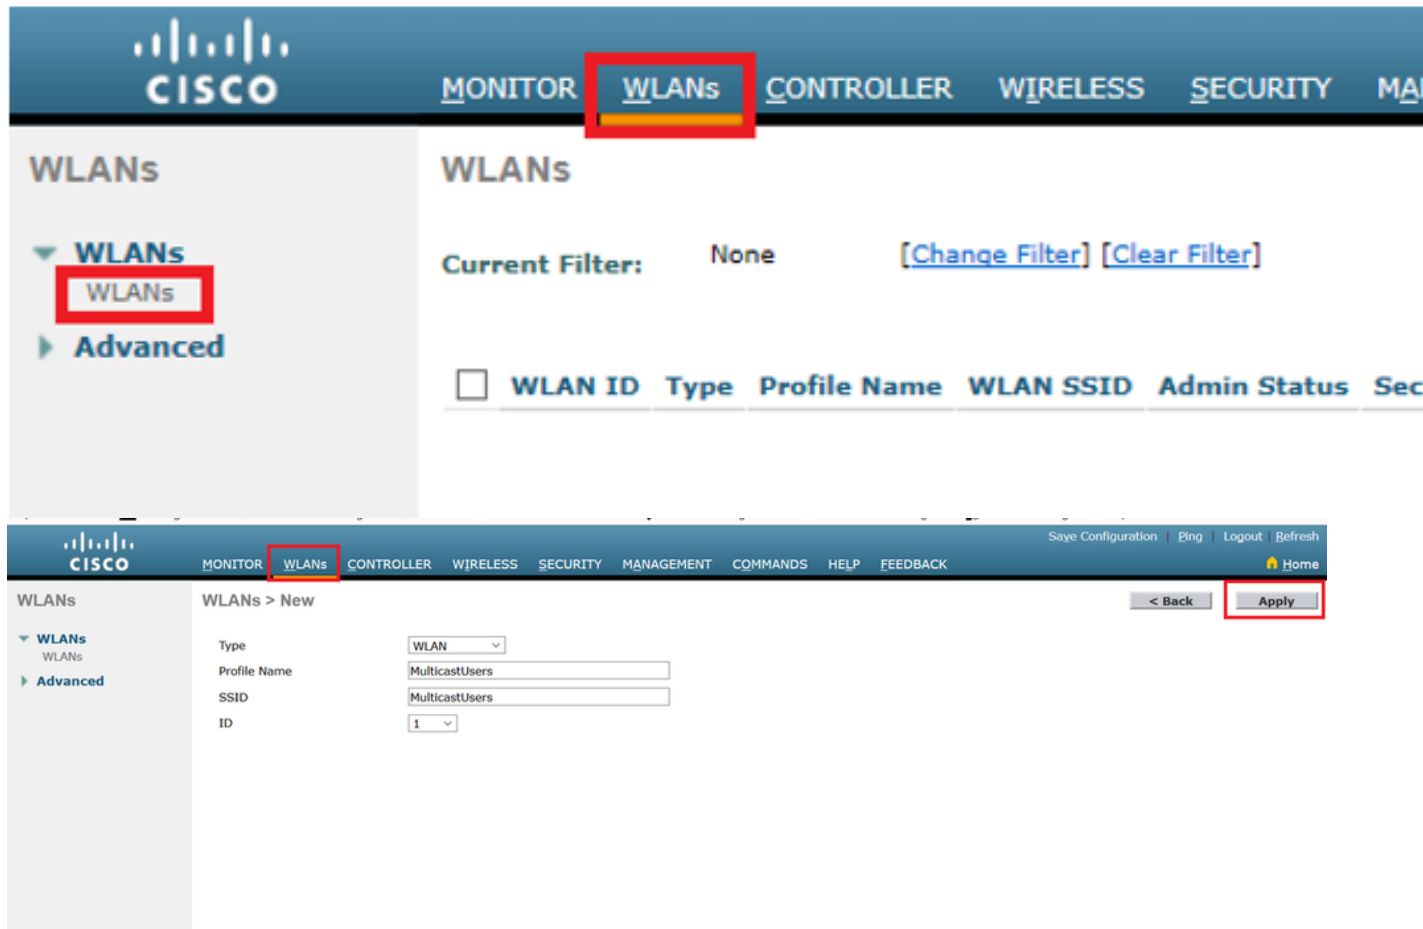 CISCO
MONITOR WLANs CONTROLLER WIRELESS SECURITY MA
WLANs
WLANs
WLANs
WLANs
Advanced
Current Filter: None [Change Filter] [Clear Filter]
WLAN ID Type Profile Name WLAN SSID Admin Status Sec
Save Configuration | Ping | Logout | Refresh
CISCO
MONITOR WLANs CONTROLLER WIRELESS SECURITY MANAGEMENT COMMANDS HELP FEEDBACK
Home
WLANs
WLANs
WLANs
Advanced
WLANs > New
< Back
Apply
Type WLAN
Profile Name MulticastUsers
SSID MulticastUsers
ID 1